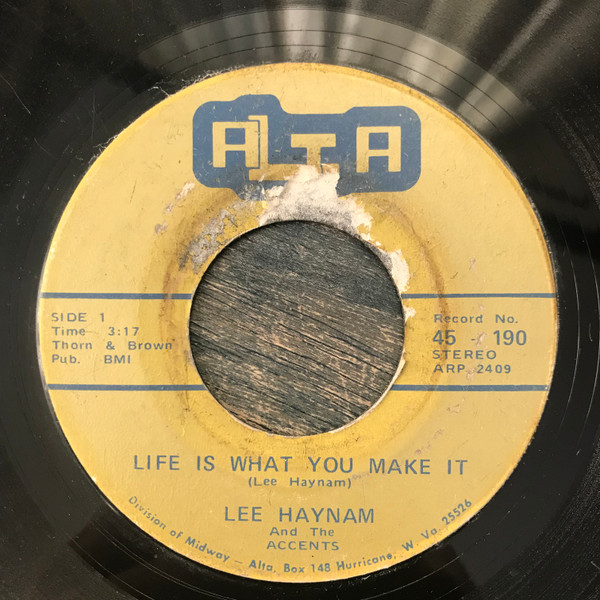 ALTA
SIDE 1
Time 3:17
Thorn & Brown
Pub. BMI
Record No.
45 - 190
STEREO
ARP 2409
LIFE IS WHAT YOU MAKE IT
(Lee Haynam)
LEE HAYNAM
And The
ACCENTS
Division of Midway — Alta, Box 148 Hurricane, W. Va. 25526